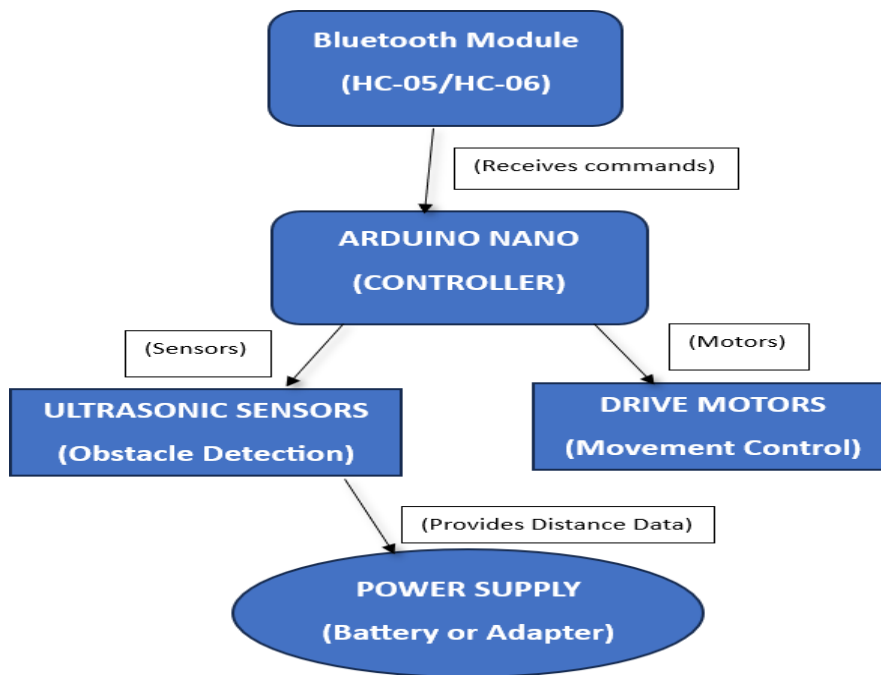 Bluetooth Module
(HC-05/HC-06)
(Receives commands)
ARDUINO NANO
(CONTROLLER)
(Sensors)
(Motors)
ULTRASONIC SENSORS
(Obstacle Detection)
DRIVE MOTORS
(Movement Control)
(Provides Distance Data)
POWER SUPPLY
(Battery or Adapter)